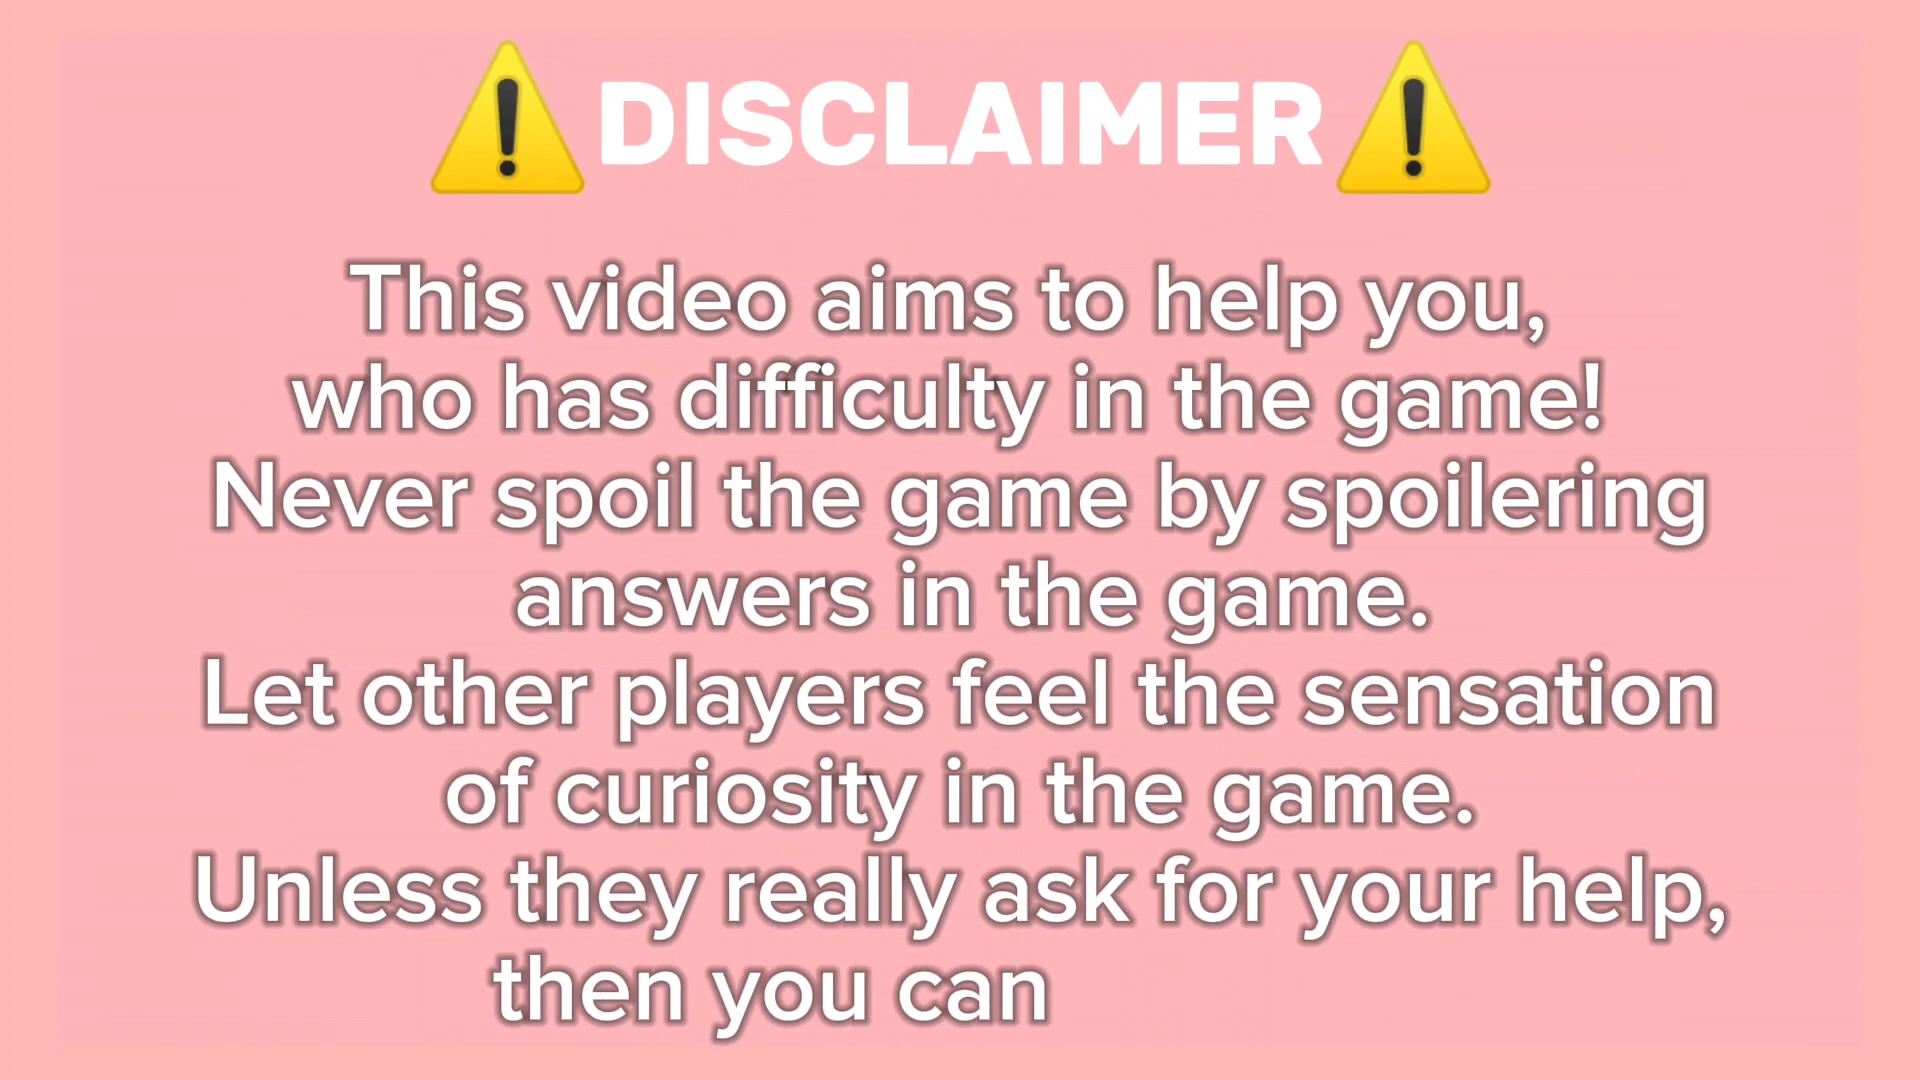 ⚠️DISCLAIMER⚠️
This video aims to help you,
who has difficulty in the game!
Never spoil the game by spoilering
answers in the game.
Let other players feel the sensation
of curiosity in the game.
Unless they really ask for your help,
then you can